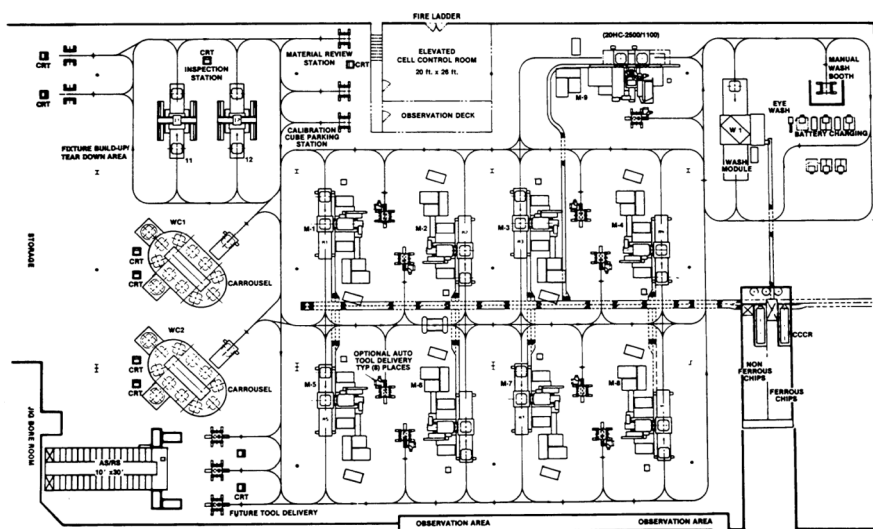 FIRE LADDER
(20HC-2500/1100)
CRT
CRT
CRT
INSPECTION
STATION
MATERIAL REVIEW
STATION
CRT
ELEVATED
CELL CONTROL ROOM
20 ft. x 26 ft.
OBSERVATION DECK
CALIBRATION
CUBE PARKING
STATION
M-9
MANUAL
WASH
BOOTH
EYE
WASH
BATTERY CHARGING
W 1
WASH
MODULE
FIXTURE BUILD-UP/
TEAR DOWN AREA
11
12
STORAGE
WC1
CRT
CRT
CARROUSEL
M-1
M-2
M-3
M-4
WC2
CRT
CRT
CARROUSEL
OPTIONAL AUTO
TOOL DELIVERY
TYP (8) PLACES
M-5
M-6
M-7
M-8
CCCR
NON
FERROUS
CHIPS
FERROUS
CHIPS
JIG BORE ROOM
AS/RS
10' x30'
CRT
FUTURE TOOL DELIVERY
OBSERVATION AREA
OBSERVATION AREA